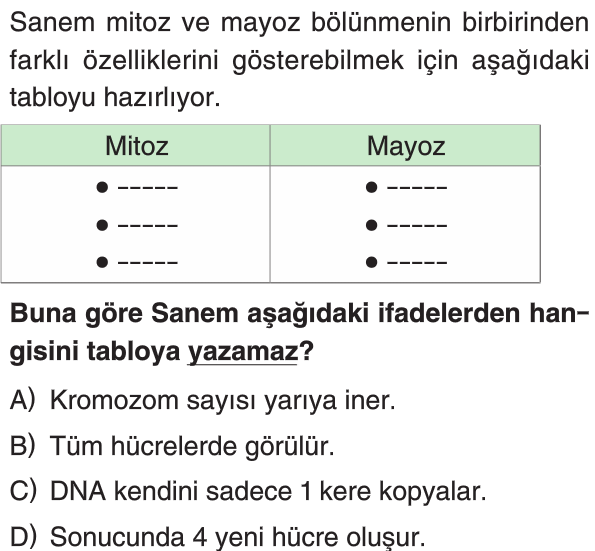 Sanem mitoz ve mayoz bölünmenin birbirinden
farklı özelliklerini gösterebilmek için aşağıdaki
tabloyu hazırlıyor.
Mitoz Mayoz
• ----- • -----
• ----- • -----
• ----- • -----
Buna göre Sanem aşağıdaki ifadelerden han-
gisini tabloya yazamaz?
A) Kromozom sayısı yarıya iner.
B) Tüm hücrelerde görülür.
C) DNA kendini sadece 1 kere kopyalar.
D) Sonucunda 4 yeni hücre oluşur.